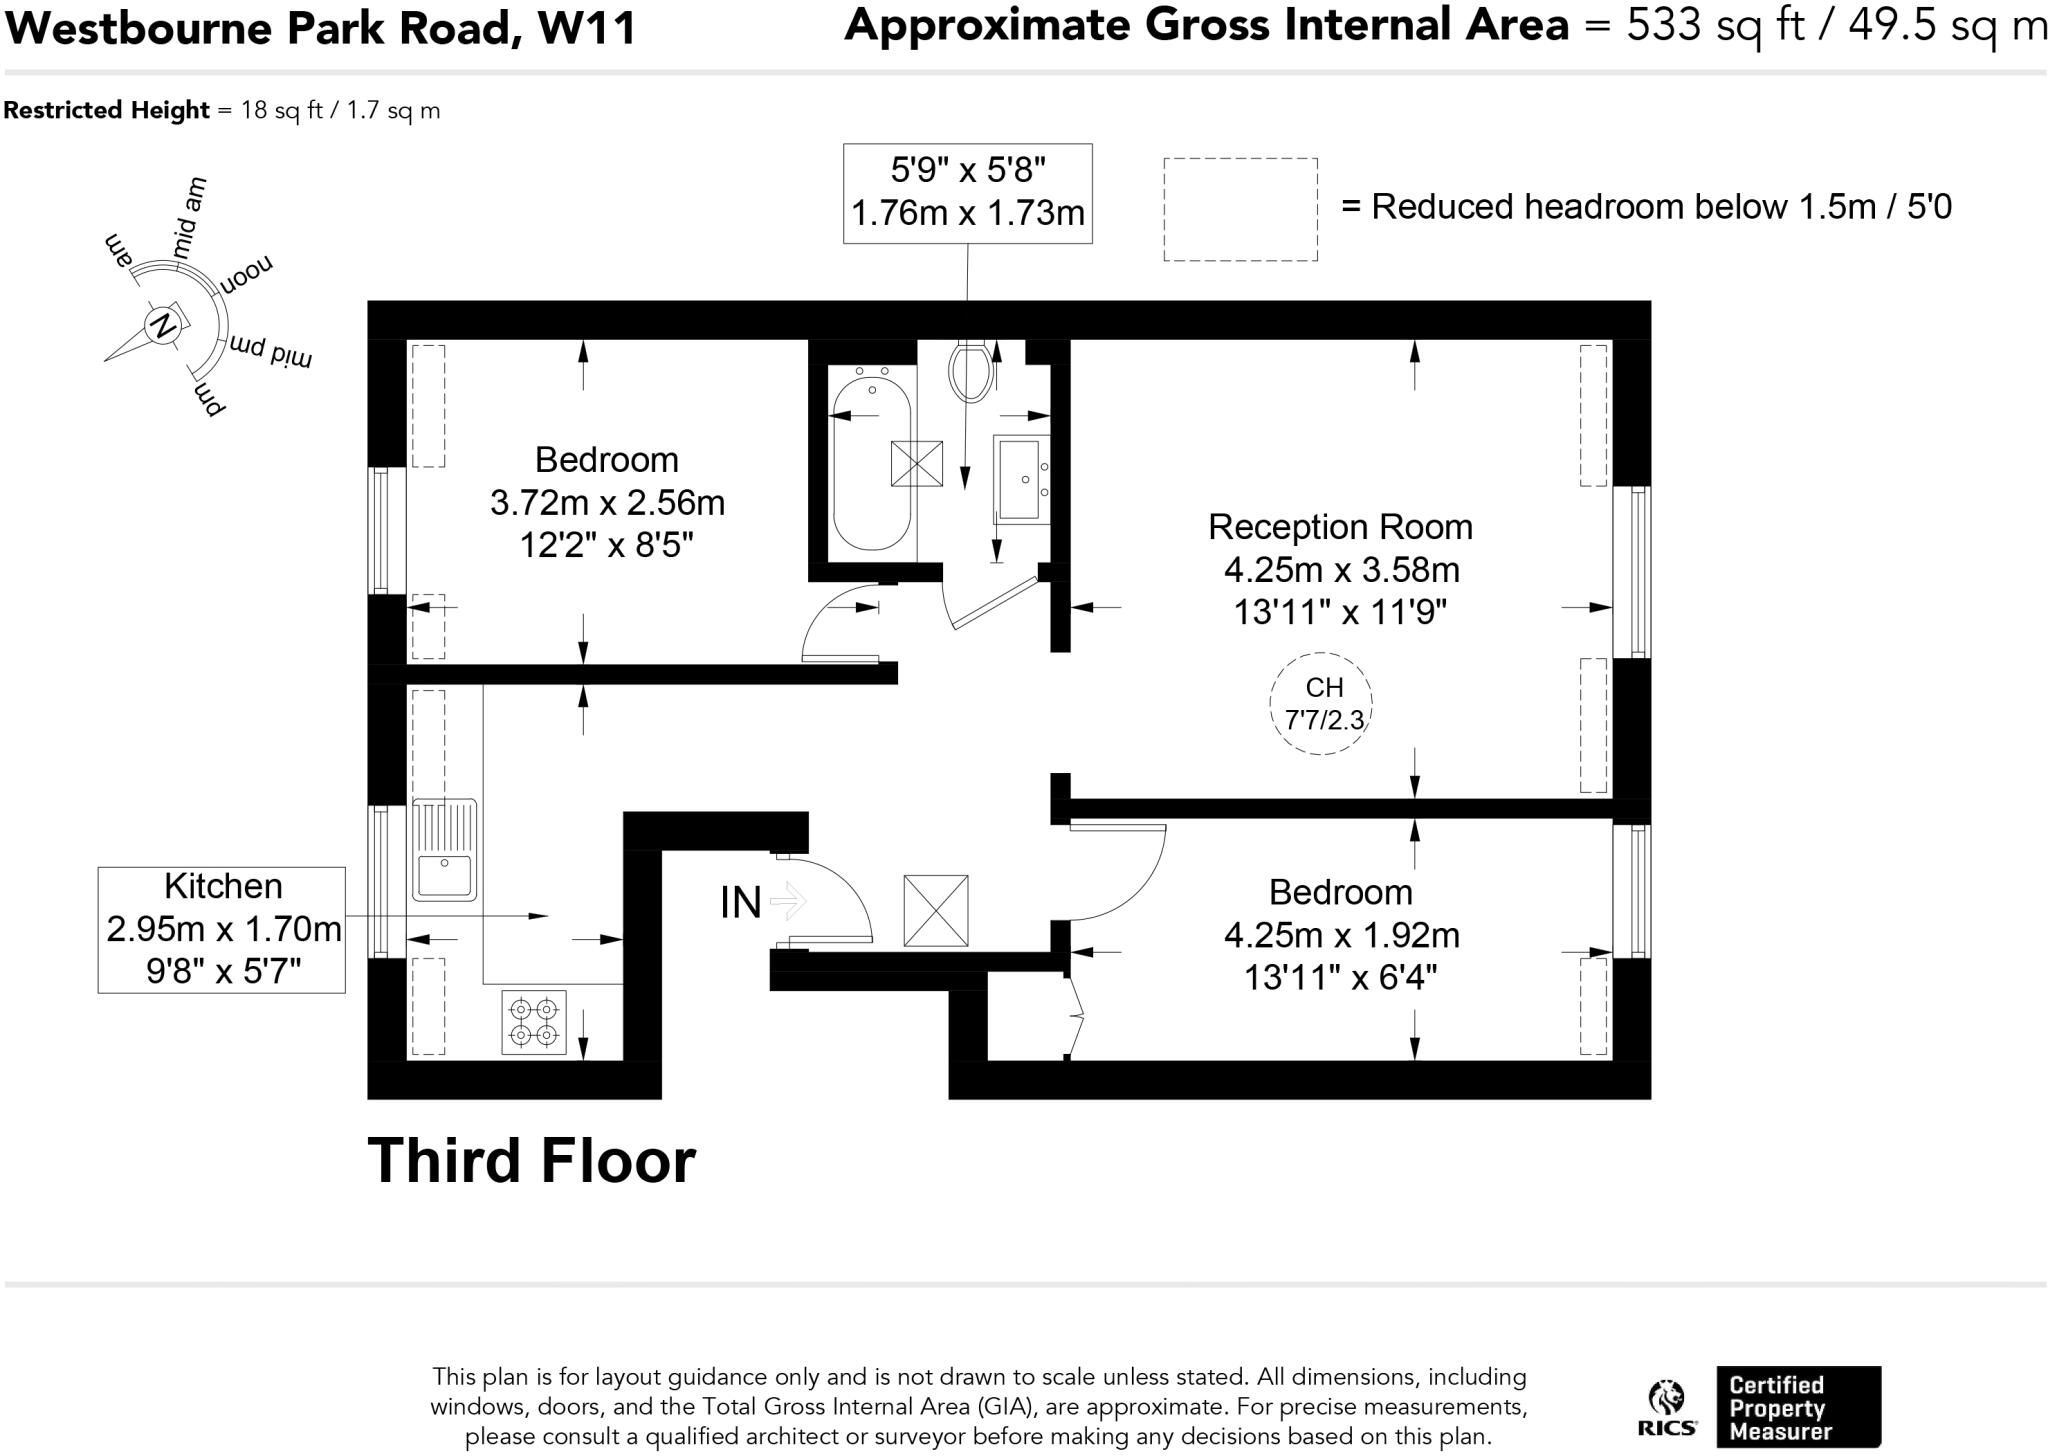 Westbourne Park Road, W11
Approximate Gross Internal Area = 533 sq ft / 49.5 sq m
Restricted Height = 18 sq ft / 1.7 sq m
5'9" x 5'8"
1.76m x 1.73m
= Reduced headroom below 1.5m / 5'0
am
mid am
noon
mid pm
pm
N
Bedroom
3.72m x 2.56m
12'2" x 8'5"
Reception Room
4.25m x 3.58m
13'11" x 11'9"
CH
7'7/2.3
Kitchen
2.95m x 1.70m
9'8" x 5'7"
IN
Bedroom
4.25m x 1.92m
13'11" x 6'4"
Third Floor
This plan is for layout guidance only and is not drawn to scale unless stated. All dimensions, including
windows, doors, and the Total Gross Internal Area (GIA), are approximate. For precise measurements,
please consult a qualified architect or surveyor before making any decisions based on this plan.
RICS
Certified
Property
Measurer